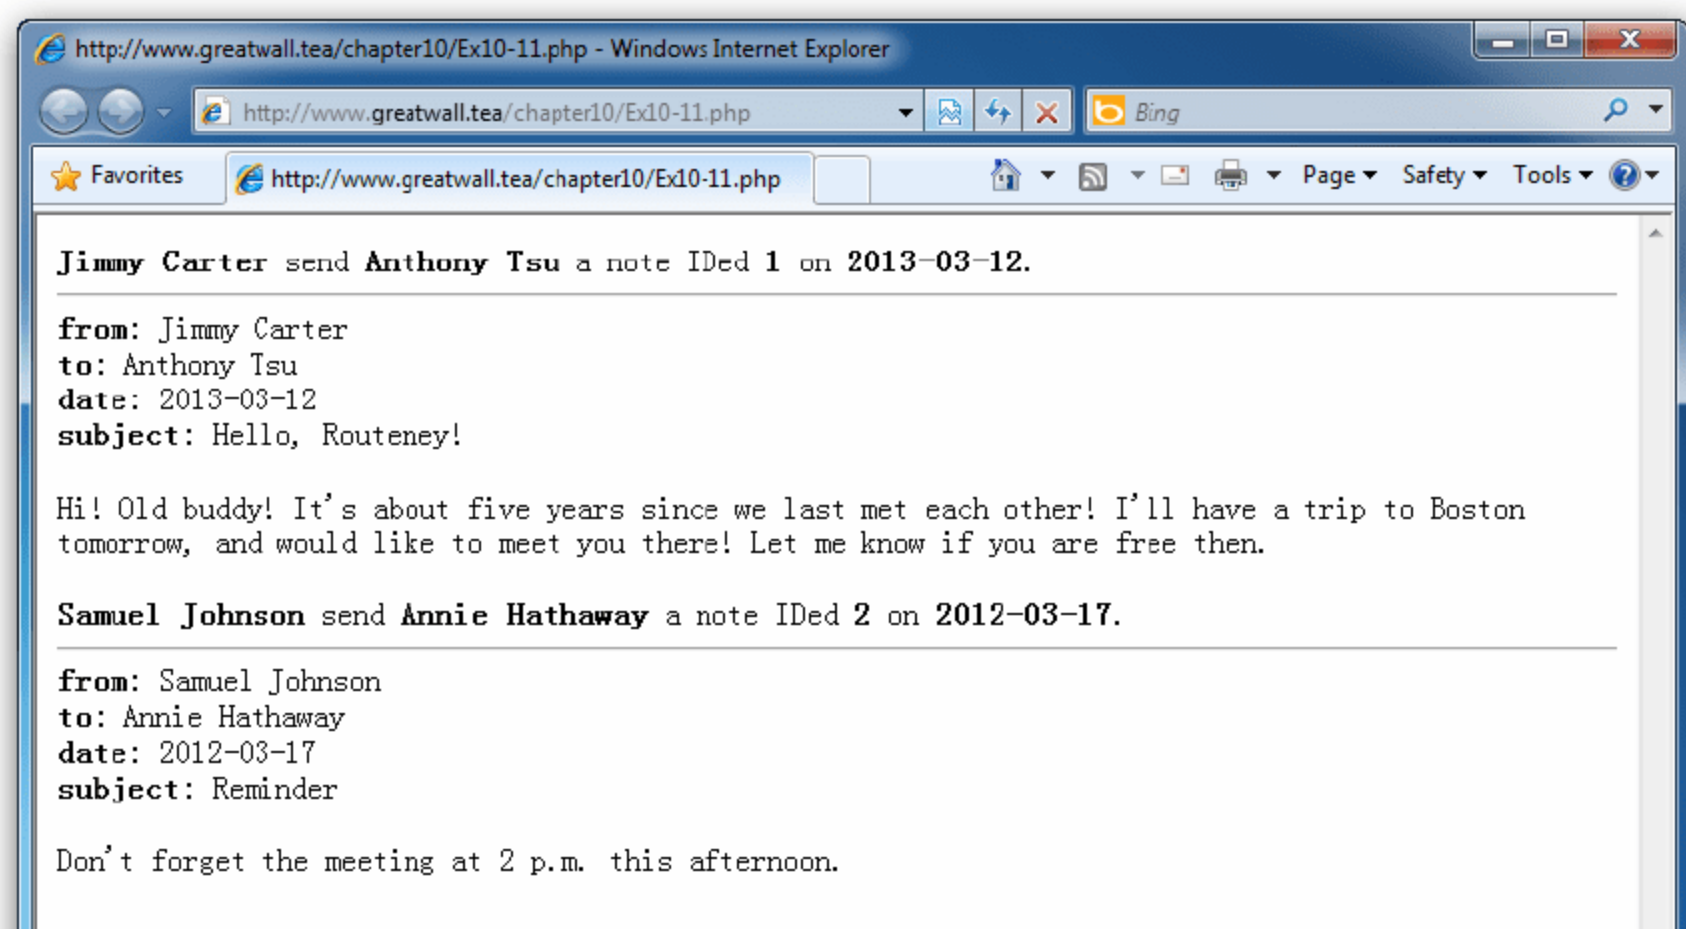 http://www.greatwall.tea/chapter10/Ex10-11.php - Windows Internet Explorer
http://www.greatwall.tea/chapter10/Ex10-11.php
Bing
Favorites
http://www.greatwall.tea/chapter10/Ex10-11.php
Page
Safety
Tools
Jimmy Carter send Anthony Tsu a note IDed 1 on 2013-03-12.
from: Jimmy Carter
to: Anthony Tsu
date: 2013-03-12
subject: Hello, Routeney!
Hi! Old buddy! It's about five years since we last met each other! I'll have a trip to Boston
tomorrow, and would like to meet you there! Let me know if you are free then.
Samuel Johnson send Annie Hathaway a note IDed 2 on 2012-03-17.
from: Samuel Johnson
to: Annie Hathaway
date: 2012-03-17
subject: Reminder
Don't forget the meeting at 2 p.m. this afternoon.